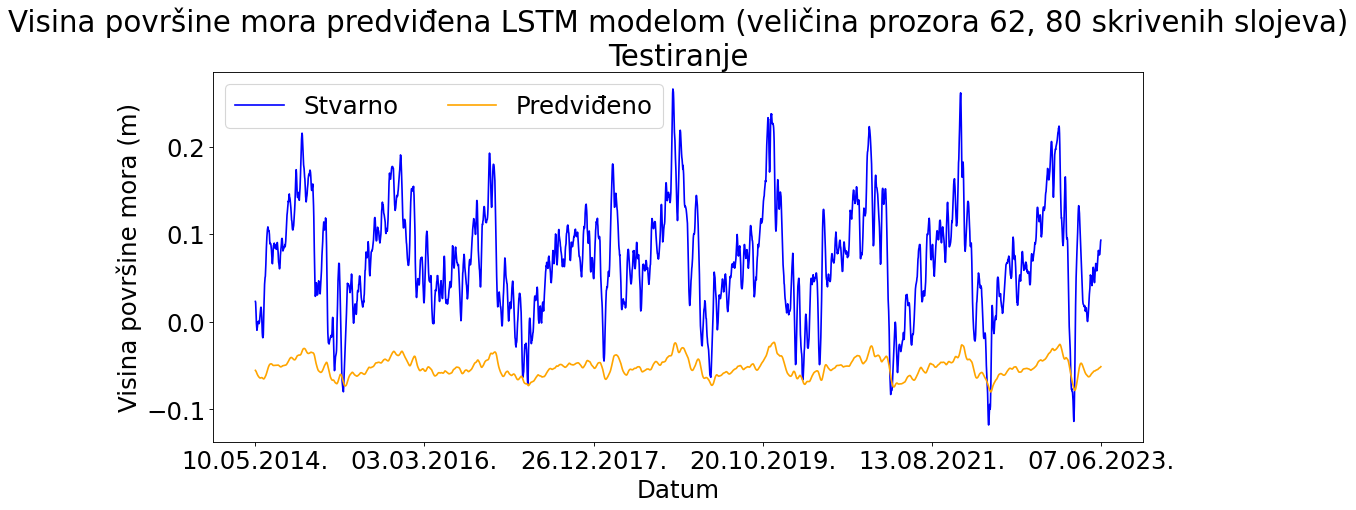 Visina površine mora predviđena LSTM modelom (veličina prozora 62, 80 skrivenih slojeva)
Testiranje
Stvarno
Predviđeno
Visina površine mora (m)
0.2
0.1
0.0
−0.1
10.05.2014.
03.03.2016.
26.12.2017.
20.10.2019.
13.08.2021.
07.06.2023.
Datum